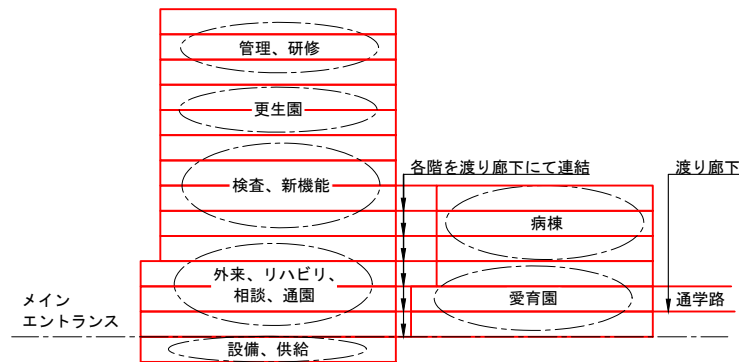 管理、研修
更生園
各階を渡り廊下にて連結
渡り廊下
検査、新機能
病棟
外来、リハビリ、
相談、通園
愛育園
通学路
メイン
エントランス
設備、供給